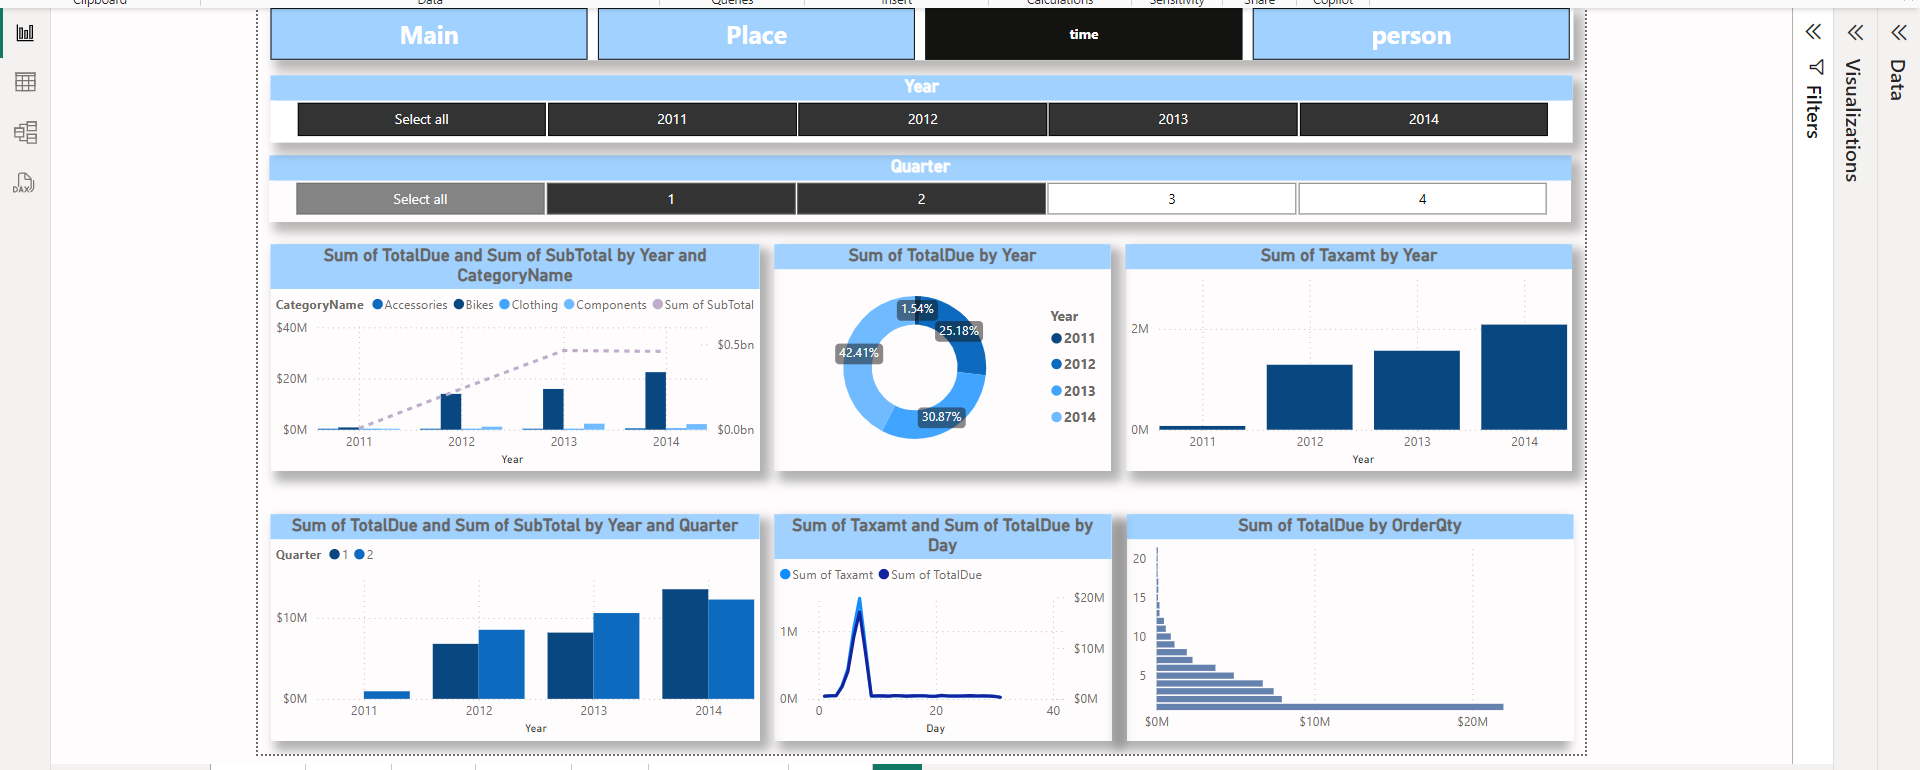 Clipboard Data Queries Insert Calculations Sensitivity Share Copilot
Main Place time person
Year
Select all 2011 2012 2013 2014
Quarter
Select all 1 2 3 4
Sum of TotalDue and Sum of SubTotal by Year and
CategoryName
CategoryName Accessories Bikes Clothing Components Sum of SubTotal
$40M
$0.5bn
$20M
$0M $0.0bn
2011 2012 2013 2014
Year
Sum of TotalDue by Year
1.54%
25.18%
42.41%
30.87%
Year
2011
2012
2013
2014
Sum of Taxamt by Year
2M
0M
2011 2012 2013 2014
Year
Sum of TotalDue and Sum of SubTotal by Year and Quarter
Quarter 1 2
$10M
$0M
2011 2012 2013 2014
Year
Sum of Taxamt and Sum of TotalDue by
Day
Sum of Taxamt Sum of TotalDue
$20M
1M
$10M
0M $0M
0 20 40
Day
Sum of TotalDue by OrderQty
20
15
10
5
$0M $10M $20M
Filters
Visualizations
Data
DAX